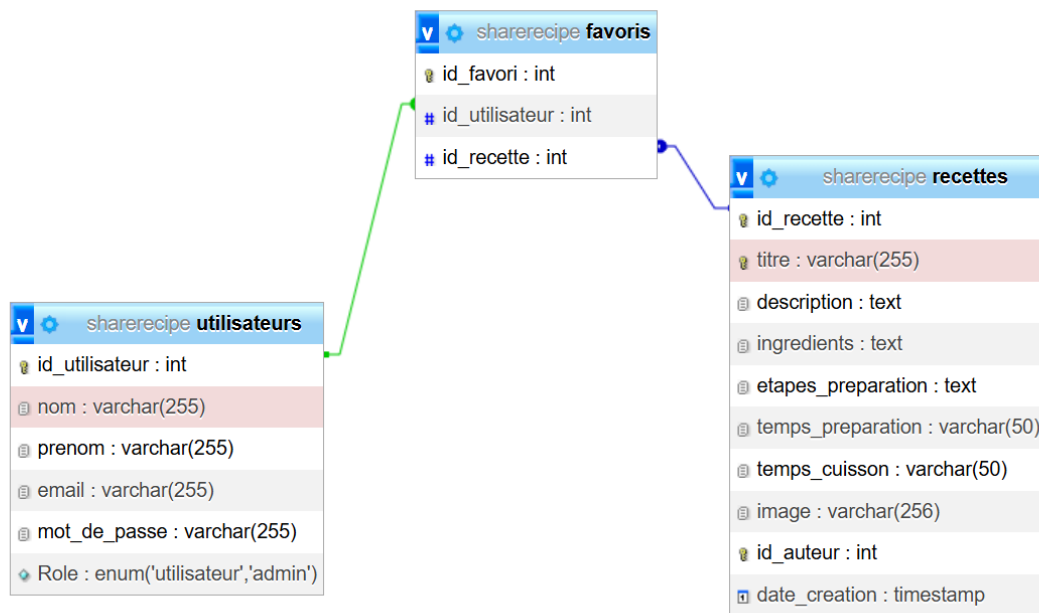 v sharerecipe favoris
id_favori : int
# id_utilisateur : int
# id_recette : int
v sharerecipe recettes
id_recette : int
titre : varchar(255)
description : text
ingredients : text
etapes_preparation : text
temps_preparation : varchar(50)
temps_cuisson : varchar(50)
image : varchar(256)
id_auteur : int
date_creation : timestamp
v sharerecipe utilisateurs
id_utilisateur : int
nom : varchar(255)
prenom : varchar(255)
email : varchar(255)
mot_de_passe : varchar(255)
Role : enum('utilisateur','admin')